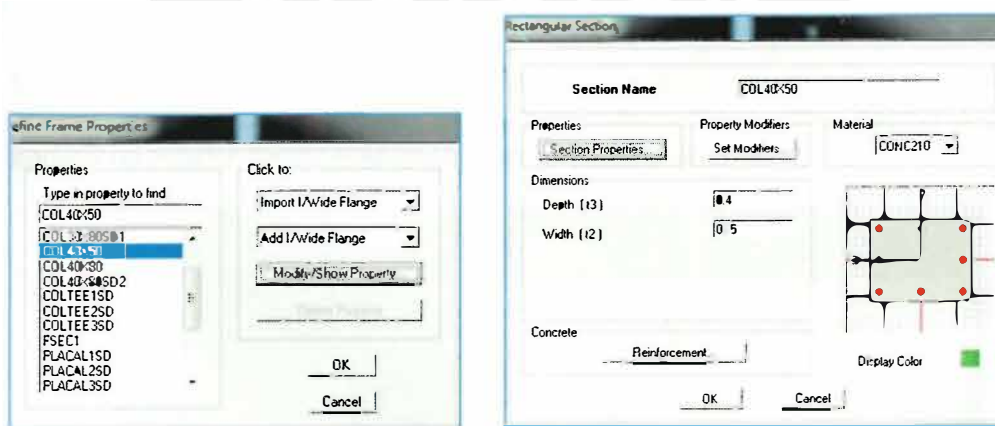 efine Frame Properties
Properties
Type in property to find
COL40X50
COL40X50
COL40X80
COLTEE1SD
COLTEE2SD
COLTEE3SD
FSEC1
PLACAL1SD
PLACAL2SD
PLACAL3SD
Click to:
Import I/Wide Flange
Add I/Wide Flange
Modify/Show Property
OK
Cancel
Rectangular Section
Section Name
COL40X50
Properties
Section Properties...
Property Modifiers
Set Modifiers
Material
CONC210
Dimensions
Depth (t3)
0.4
Width (t2)
0.5
Concrete
Reinforcement...
Display Color
OK
Cancel